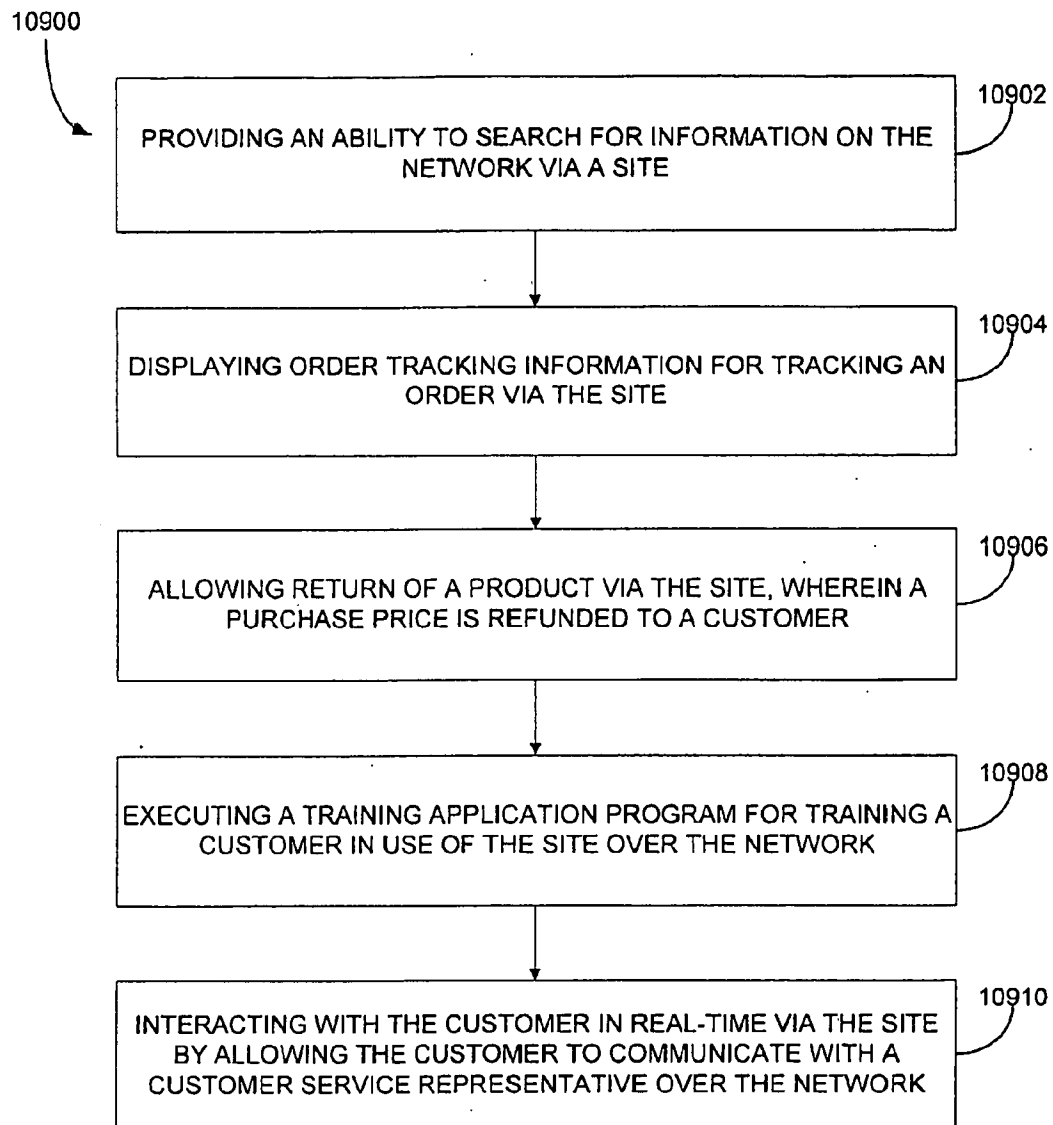 10900
10902
PROVIDING AN ABILITY TO SEARCH FOR INFORMATION ON THE
NETWORK VIA A SITE
10904
DISPLAYING ORDER TRACKING INFORMATION FOR TRACKING AN
ORDER VIA THE SITE
10906
ALLOWING RETURN OF A PRODUCT VIA THE SITE, WHEREIN A
PURCHASE PRICE IS REFUNDED TO A CUSTOMER
10908
EXECUTING A TRAINING APPLICATION PROGRAM FOR TRAINING A
CUSTOMER IN USE OF THE SITE OVER THE NETWORK
10910
INTERACTING WITH THE CUSTOMER IN REAL-TIME VIA THE SITE
BY ALLOWING THE CUSTOMER TO COMMUNICATE WITH A
CUSTOMER SERVICE REPRESENTATIVE OVER THE NETWORK